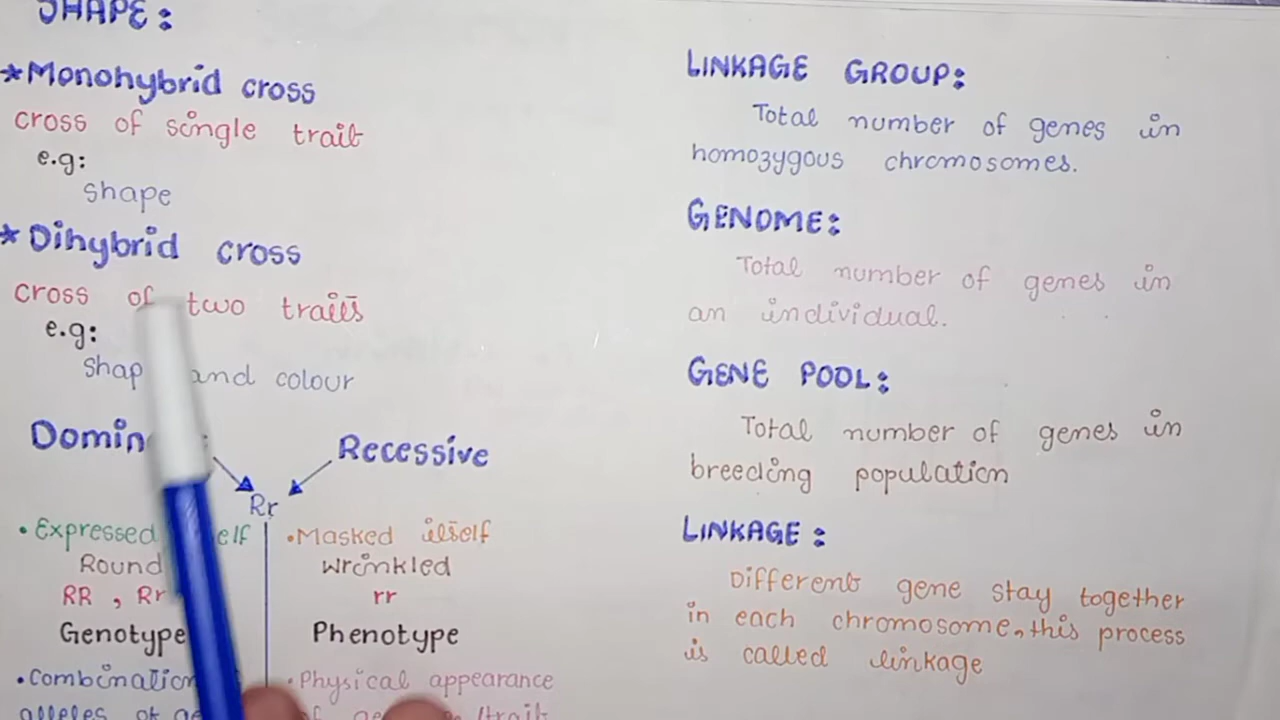 SHAPE:
*Monohybrid cross
cross of single trait
e.g:
shape
*Dihybrid cross
cross of two traits
e.g:
and colour
Recessive
Rr
•Expressed
•Masked itself
Round
wrinkled
RR , Rr
rr
Genotype
Phenotype
•Physical appearance
alleles of
LINKAGE GROUP:
Total number of genes in
homozygous chromosomes.
GENOME:
Total number of genes in
an individual.
GENE POOL:
Total number of genes in
breeding population
LINKAGE:
Different gene stay together
in each chromosome, this process
is called linkage